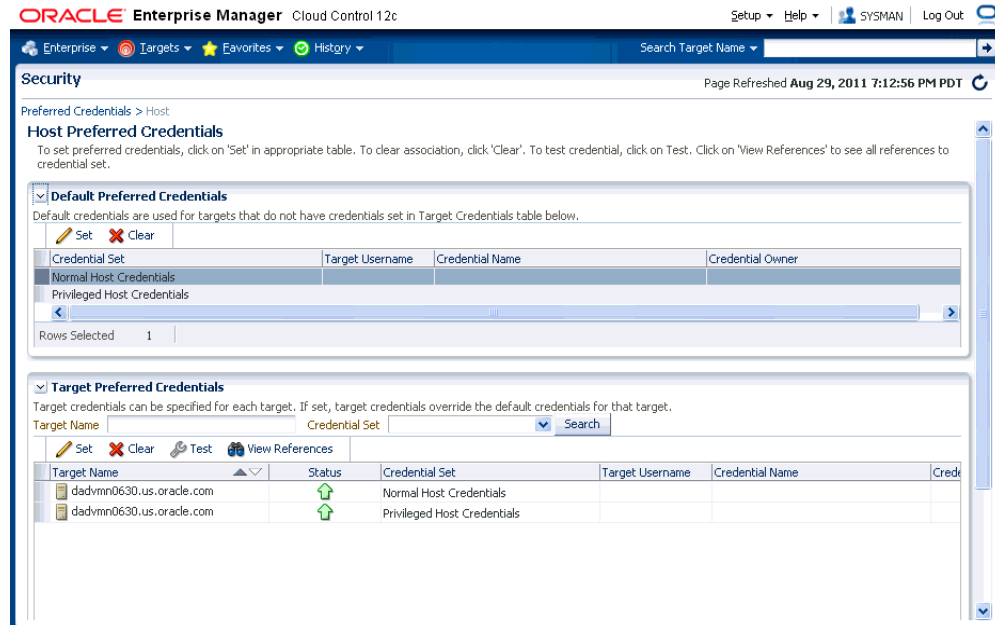 ORACLE Enterprise Manager Cloud Control 12c
Setup Help SYSMAN Log Out
Enterprise Targets Favorites History Search Target Name
Security
Page Refreshed Aug 29, 2011 7:12:56 PM PDT
Preferred Credentials > Host
Host Preferred Credentials
To set preferred credentials, click on 'Set' in appropriate table. To clear association, click 'Clear'. To test credential, click on Test. Click on 'View References' to see all references to
credential set.
Default Preferred Credentials
Default credentials are used for targets that do not have credentials set in Target Credentials table below.
Set Clear
Credential Set Target Username Credential Name Credential Owner
Normal Host Credentials
Privileged Host Credentials
Rows Selected 1
Target Preferred Credentials
Target credentials can be specified for each target. If set, target credentials override the default credentials for that target.
Target Name Credential Set Search
Set Clear Test View References
Target Name Status Credential Set Target Username Credential Name Crede
dadvmn0630.us.oracle.com Normal Host Credentials
dadvmn0630.us.oracle.com Privileged Host Credentials